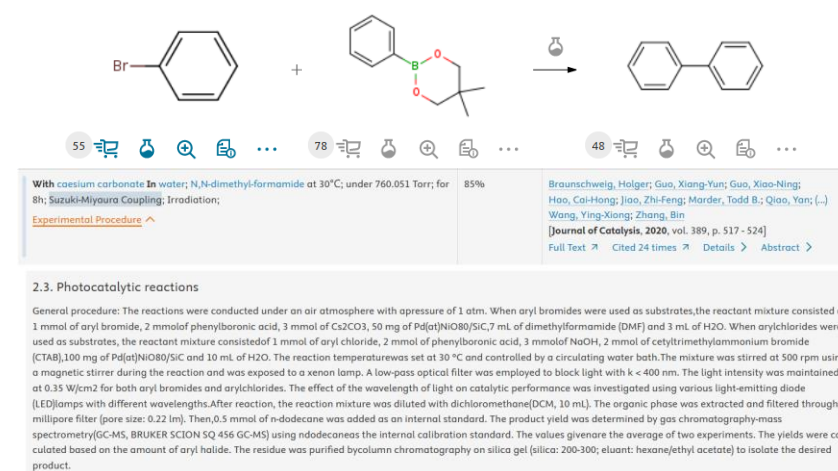 Br
+
B
O
O
55
78
48
With caesium carbonate In water; N,N-dimethyl-formamide at 30°C; under 760.051 Torr; for
8h; Suzuki-Miyaura Coupling; Irradiation;
Experimental Procedure
85%
Braunschweig, Holger; Guo, Xiang-Yun; Guo, Xiao-Ning;
Hao, Cai-Hong; Jiao, Zhi-Feng; Marder, Todd B.; Qiao, Yan; (...)
Wang, Ying-Xiong; Zhang, Bin
[Journal of Catalysis, 2020, vol. 389, p. 517 - 524]
Full Text Cited 24 times Details Abstract
2.3. Photocatalytic reactions
General procedure: The reactions were conducted under an air atmosphere with apressure of 1 atm. When aryl bromides were used as substrates,the reactant mixture consisted
1 mmol of aryl bromide, 2 mmolof phenylboronic acid, 3 mmol of Cs2CO3, 50 mg of Pd(at)NiO80/SiC,7 mL of dimethylformamide (DMF) and 3 mL of H2O. When arylchlorides wer
used as substrates, the reactant mixture consistedof 1 mmol of aryl chloride, 2 mmol of phenylboronic acid, 3 mmolof NaOH, 2 mmol of cetyltrimethylammonium bromide
(CTAB),100 mg of Pd(at)NiO80/SiC and 10 mL of H2O. The reaction temperaturewas set at 30 °C and controlled by a circulating water bath.The mixture was stirred at 500 rpm usin
a magnetic stirrer during the reaction and was exposed to a xenon lamp. A low-pass optical filter was employed to block light with k < 400 nm. The light intensity was maintained
at 0.35 W/cm2 for both aryl bromides and arylchlorides. The effect of the wavelength of light on catalytic performance was investigated using various light-emitting diode
(LED)lamps with different wavelengths.After reaction, the reaction mixture was diluted with dichloromethane(DCM, 10 mL). The organic phase was extracted and filtered through
millipore filter (pore size: 0.22 lm). Then,0.5 mmol of n-dodecane was added as an internal standard. The product yield was determined by gas chromatography-mass
spectrometry(GC-MS, BRUKER SCION SQ 456 GC-MS) using ndodecaneas the internal calibration standard. The values givenare the average of two experiments. The yields were co
culated based on the amount of aryl halide. The residue was purified bycolumn chromatography on silica gel (silica: 200-300; eluant: hexane/ethyl acetate) to isolate the desired
product.